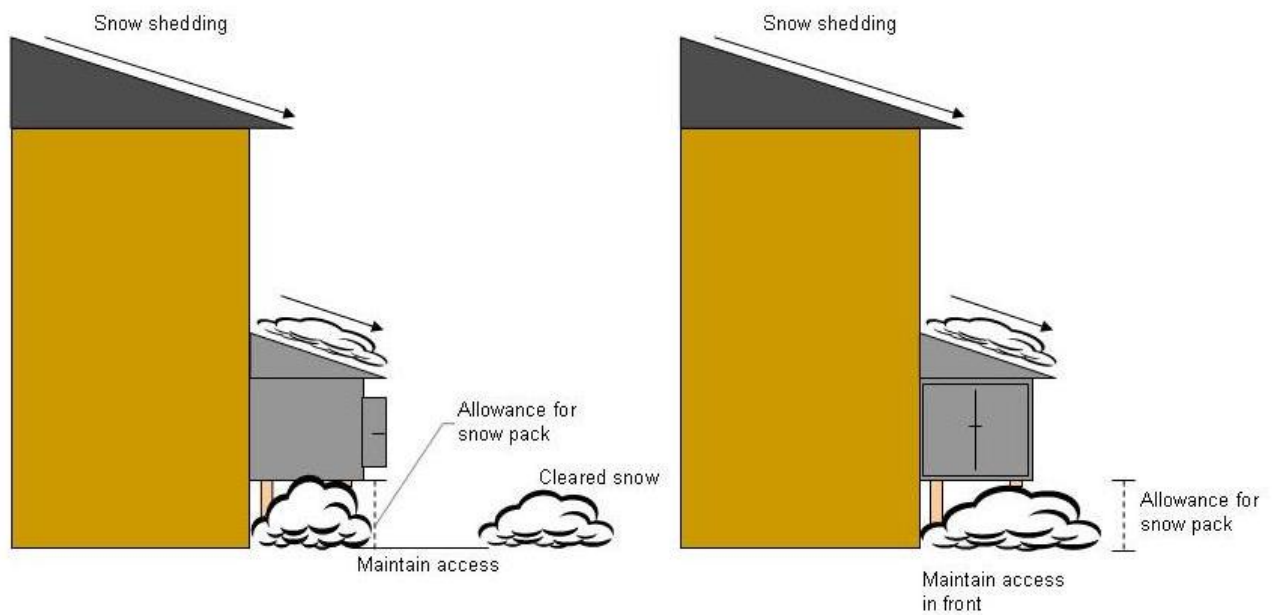 Snow shedding
Allowance for
snow pack
Cleared snow
Maintain access
Snow shedding
Allowance for
snow pack
Maintain access
in front